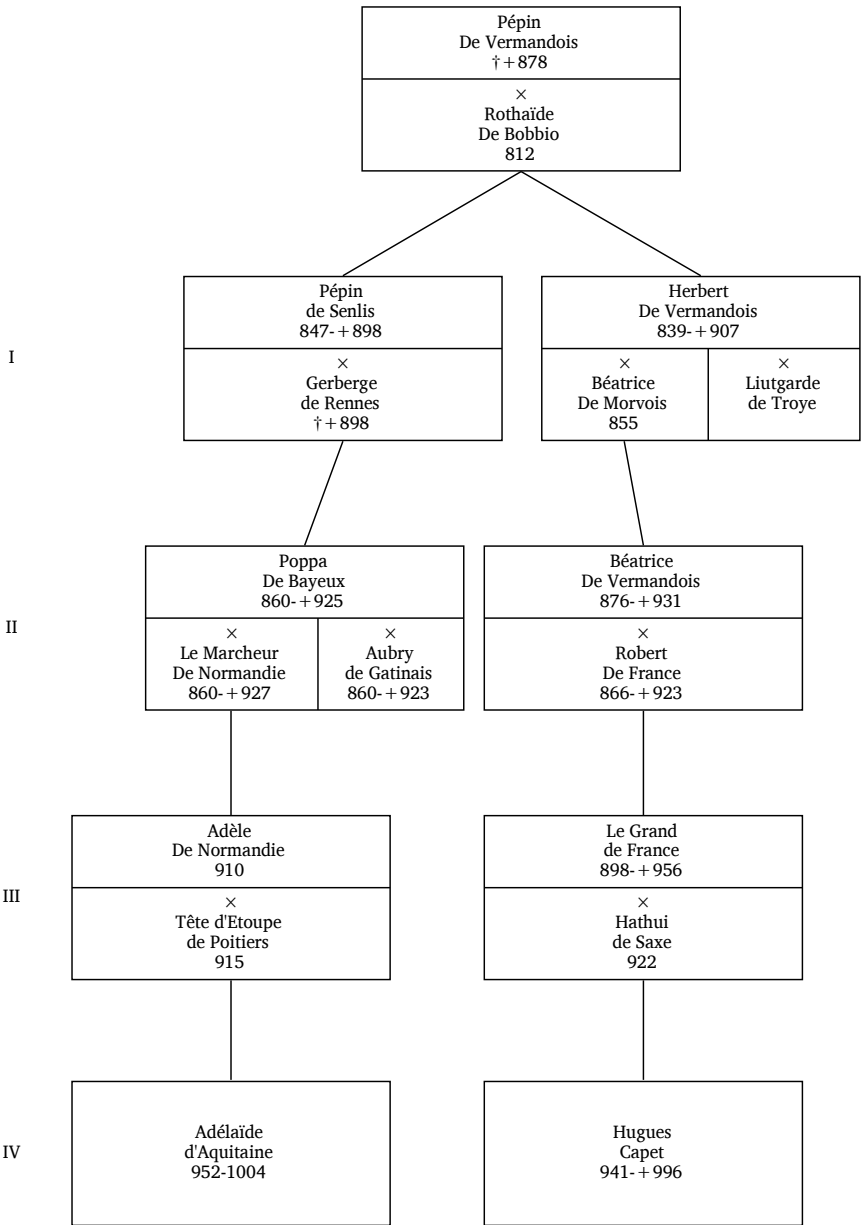 Pépin
De Vermandois
†+878
×
Rothaïde
De Bobbio
812
I
Pépin
de Senlis
847-+898
×
Gerberge
de Rennes
†+898
Herbert
De Vermandois
839-+907
×
Béatrice
De Morvois
855
×
Liutgarde
de Troye
II
Poppa
De Bayeux
860-+925
×
Le Marcheur
De Normandie
860-+927
×
Aubry
de Gatinais
860-+923
Béatrice
De Vermandois
876-+931
×
Robert
De France
866-+923
III
Adèle
De Normandie
910
×
Tête d'Etoupe
de Poitiers
915
Le Grand
de France
898-+956
×
Hathui
de Saxe
922
IV
Adélaïde
d'Aquitaine
952-1004
Hugues
Capet
941-+996